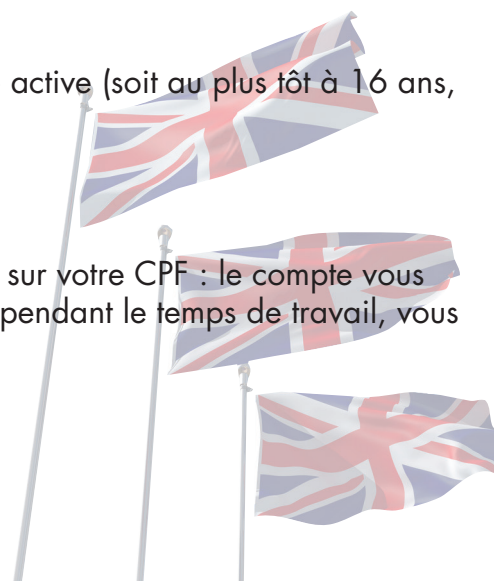 active (soit au plus tôt à 16 ans,
sur votre CPF : le compte vous
pendant le temps de travail, vous